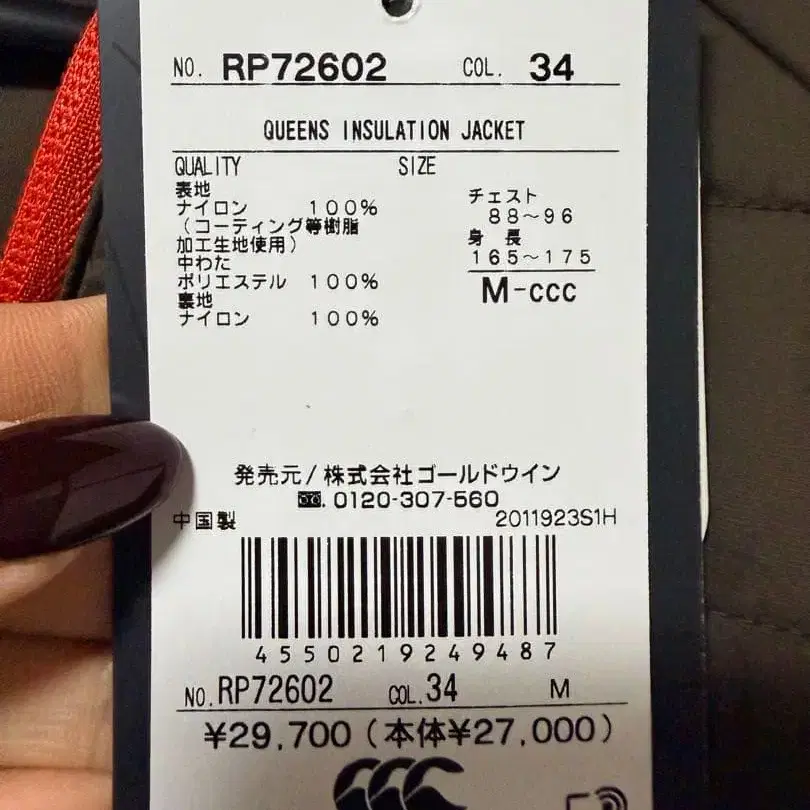 NO. RP72602 COL. 34
QUEENS INSULATION JACKET
QUALITY SIZE
表地
ナイロン 100%
(コーティング等樹脂
加工生地使用)
中わた
ポリエステル 100%
裏地
ナイロン 100%
チェスト
88~96
身 長
165~175
M-CCC
発売元/株式会社ゴールドウイン
0120-307-560
中国製 2011923S1H
4550219249487
NO.RP72602 COL.34 M
¥29,700(本体¥27,000)